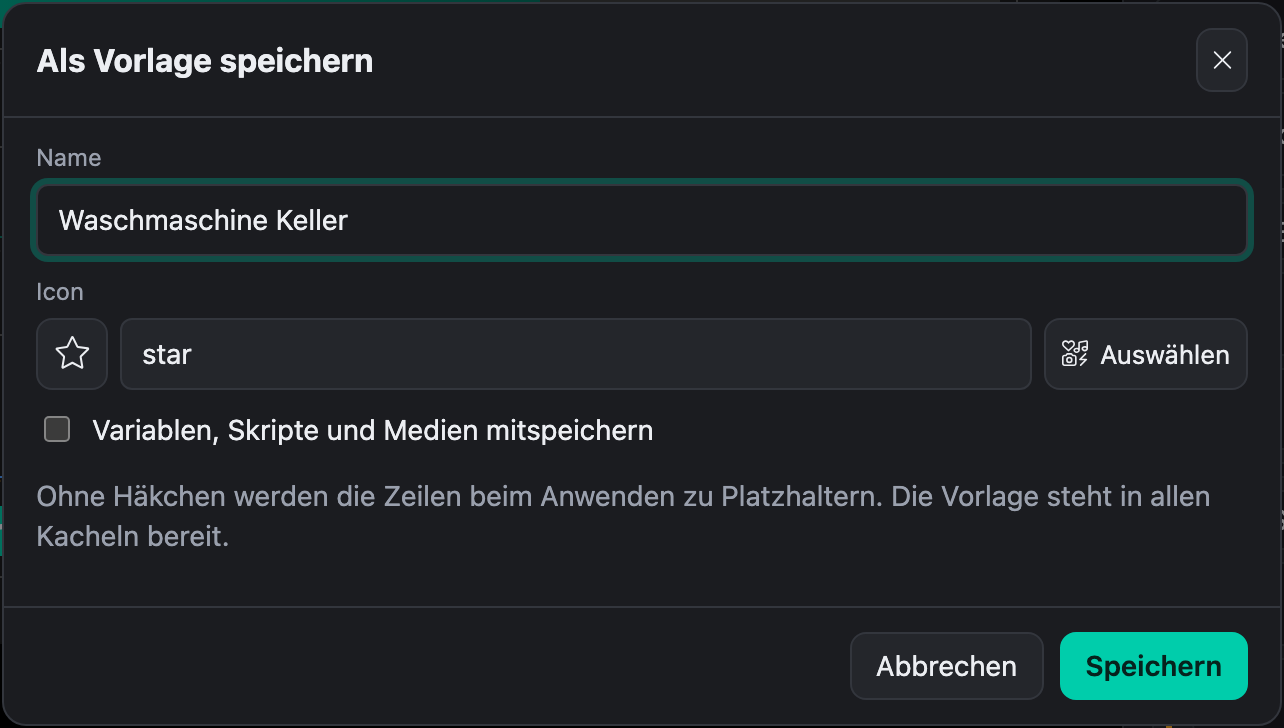 Als Vorlage speichern
Name
Waschmaschine Keller
Icon
star
Auswählen
Variablen, Skripte und Medien mitspeichern
Ohne Häkchen werden die Zeilen beim Anwenden zu Platzhaltern. Die Vorlage steht in allen
Kacheln bereit.
Abbrechen
Speichern